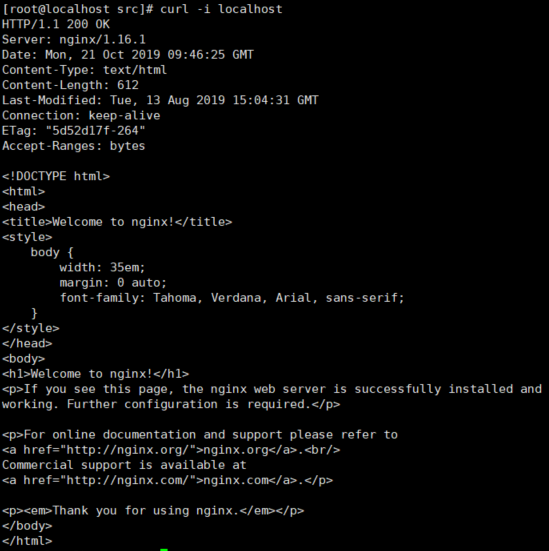 [root@localhost src]# curl -i localhost
HTTP/1.1 200 OK
Server: nginx/1.16.1
Date: Mon, 21 Oct 2019 09:46:25 GMT
Content-Type: text/html
Content-Length: 612
Last-Modified: Tue, 13 Aug 2019 15:04:31 GMT
Connection: keep-alive
ETag: "5d52d17f-264"
Accept-Ranges: bytes

<!DOCTYPE html>
<html>
<head>
<title>Welcome to nginx!</title>
<style>
    body {
        width: 35em;
        margin: 0 auto;
        font-family: Tahoma, Verdana, Arial, sans-serif;
    }
</style>
</head>
<body>
<h1>Welcome to nginx!</h1>
<p>If you see this page, the nginx web server is successfully installed and
working. Further configuration is required.</p>

<p>For online documentation and support please refer to
<a href="http://nginx.org/">nginx.org</a>.<br/>
Commercial support is available at
<a href="http://nginx.com/">nginx.com</a>.</p>

<p><em>Thank you for using nginx.</em></p>
</body>
</html>